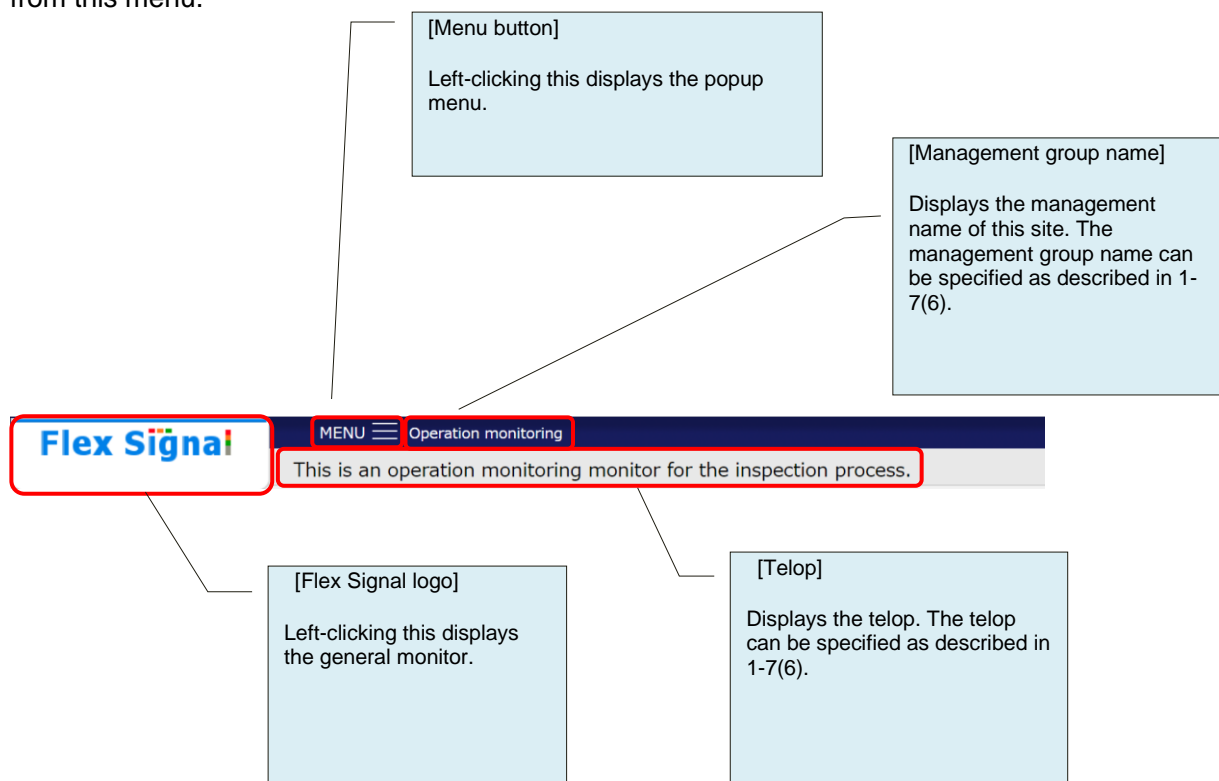 from this menu.
[Menu button]
Left-clicking this displays the popup
menu.
[Management group name]
Displays the management
name of this site. The
management group name can
be specified as described in 1-
7(6).
Flex Signal
MENU
Operation monitoring
This is an operation monitoring monitor for the inspection process.
[Flex Signal logo]
Left-clicking this displays
the general monitor.
[Telop]
Displays the telop. The telop
can be specified as described in
1-7(6).